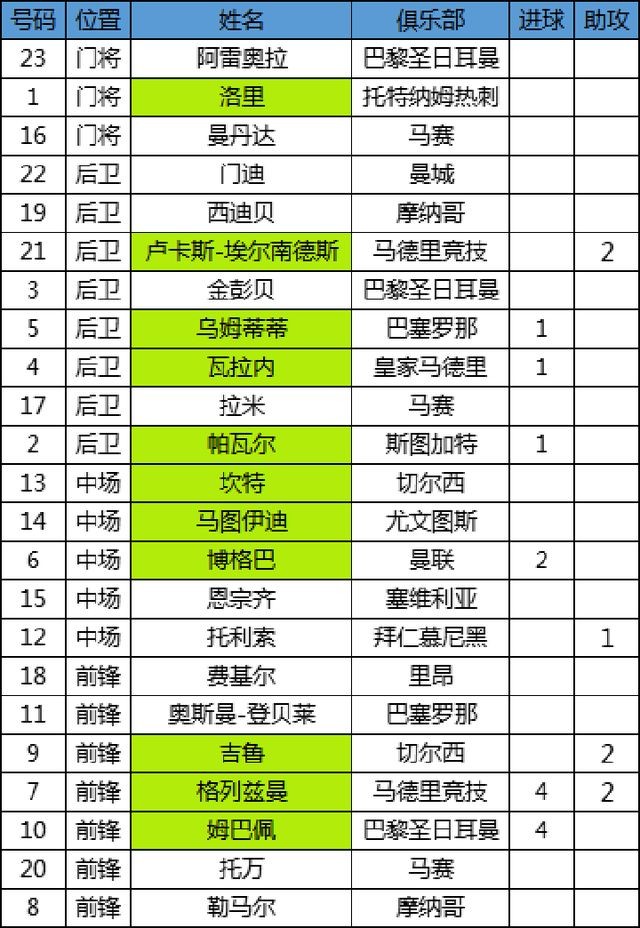 号码 位置 姓名 俱乐部 进球 助攻
23 门将 阿雷奥拉 巴黎圣日耳曼
1 门将 洛里 托特纳姆热刺
16 门将 曼丹达 马赛
22 后卫 门迪 曼城
19 后卫 西迪贝 摩纳哥
21 后卫 卢卡斯-埃尔南德斯 马德里竞技 2
3 后卫 金彭贝 巴黎圣日耳曼
5 后卫 乌姆蒂蒂 巴塞罗那 1
4 后卫 瓦拉内 皇家马德里 1
17 后卫 拉米 马赛
2 后卫 帕瓦尔 斯图加特 1
13 中场 坎特 切尔西
14 中场 马图伊迪 尤文图斯
6 中场 博格巴 曼联 2
15 中场 恩宗齐 塞维利亚
12 中场 托利索 拜仁慕尼黑 1
18 前锋 费基尔 里昂
11 前锋 奥斯曼-登贝莱 巴塞罗那
9 前锋 吉鲁 切尔西 2
7 前锋 格列兹曼 马德里竞技 4 2
10 前锋 姆巴佩 巴黎圣日耳曼 4
20 前锋 托万 马赛
8 前锋 勒马尔 摩纳哥